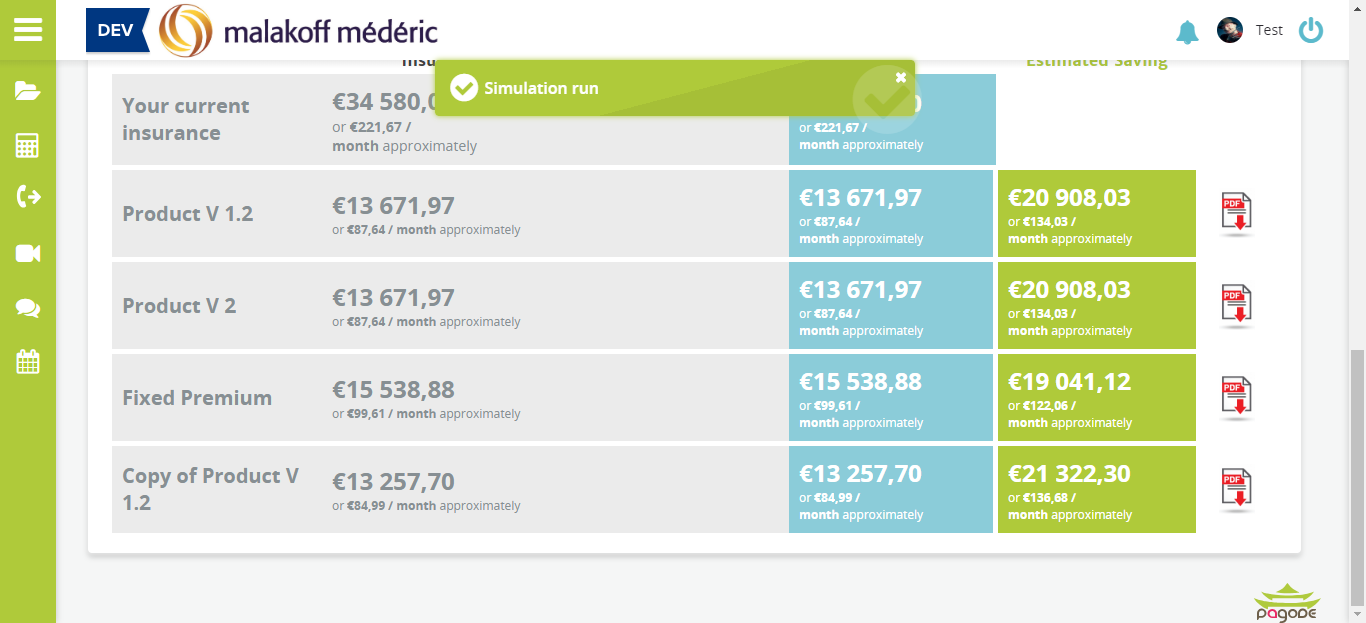 DEV
malakoff médéric
Test
Estimated Saving
Simulation run
Your current
insurance
€34 580,0
or €221,67 /
month approximately
or €221,67 /
month approximately
Product V 1.2
€13 671,97
or €87,64 / month approximately
€13 671,97
or €87,64 /
month approximately
€20 908,03
or €134,03 /
month approximately
PDF
Product V 2
€13 671,97
or €87,64 / month approximately
€13 671,97
or €87,64 /
month approximately
€20 908,03
or €134,03 /
month approximately
PDF
Fixed Premium
€15 538,88
or €99,61 / month approximately
€15 538,88
or €99,61 /
month approximately
€19 041,12
or €122,06 /
month approximately
PDF
Copy of Product V
1.2
€13 257,70
or €84,99 / month approximately
€13 257,70
or €84,99 /
month approximately
€21 322,30
or €136,68 /
month approximately
PDF
PAGODE